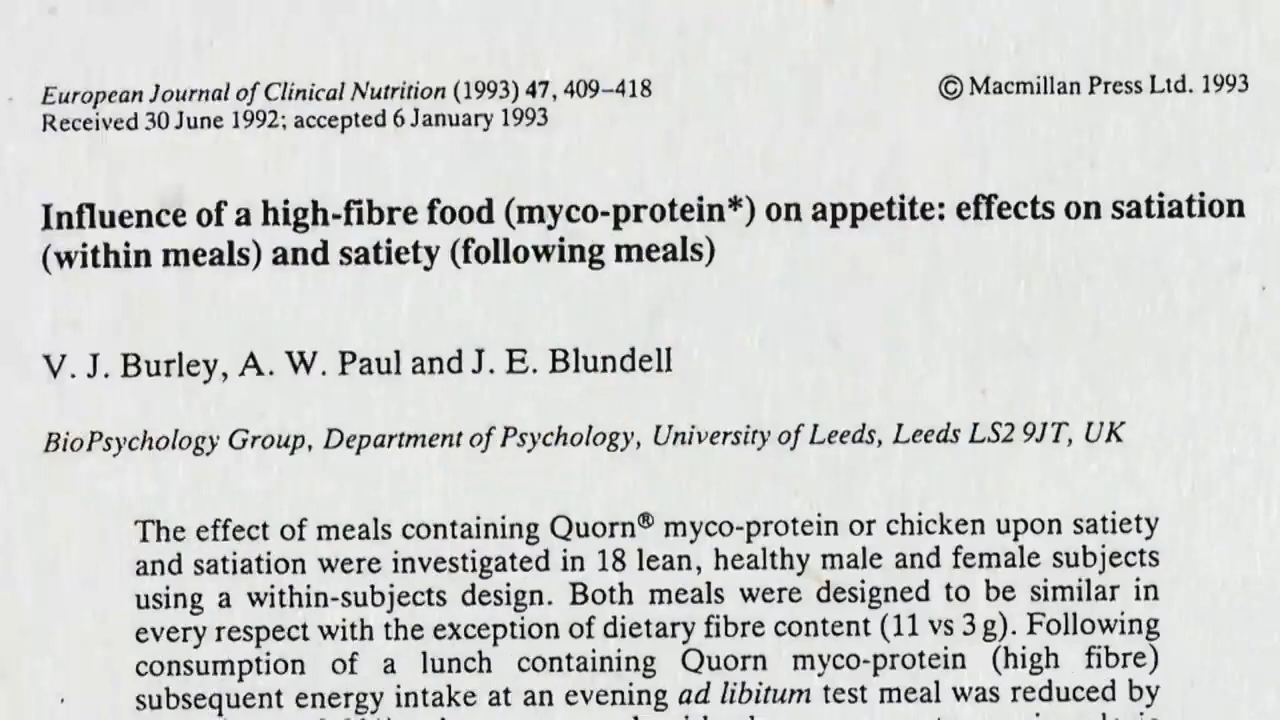 European Journal of Clinical Nutrition (1993) 47, 409–418
© Macmillan Press Ltd. 1993
Received 30 June 1992; accepted 6 January 1993
Influence of a high-fibre food (myco-protein*) on appetite: effects on satiation
(within meals) and satiety (following meals)
V. J. Burley, A. W. Paul and J. E. Blundell
BioPsychology Group, Department of Psychology, University of Leeds, Leeds LS2 9JT, UK
The effect of meals containing Quorn® myco-protein or chicken upon satiety
and satiation were investigated in 18 lean, healthy male and female subjects
using a within-subjects design. Both meals were designed to be similar in
every respect with the exception of dietary fibre content (11 vs 3 g). Following
consumption of a lunch containing Quorn myco-protein (high fibre)
subsequent energy intake at an evening ad libitum test meal was reduced by